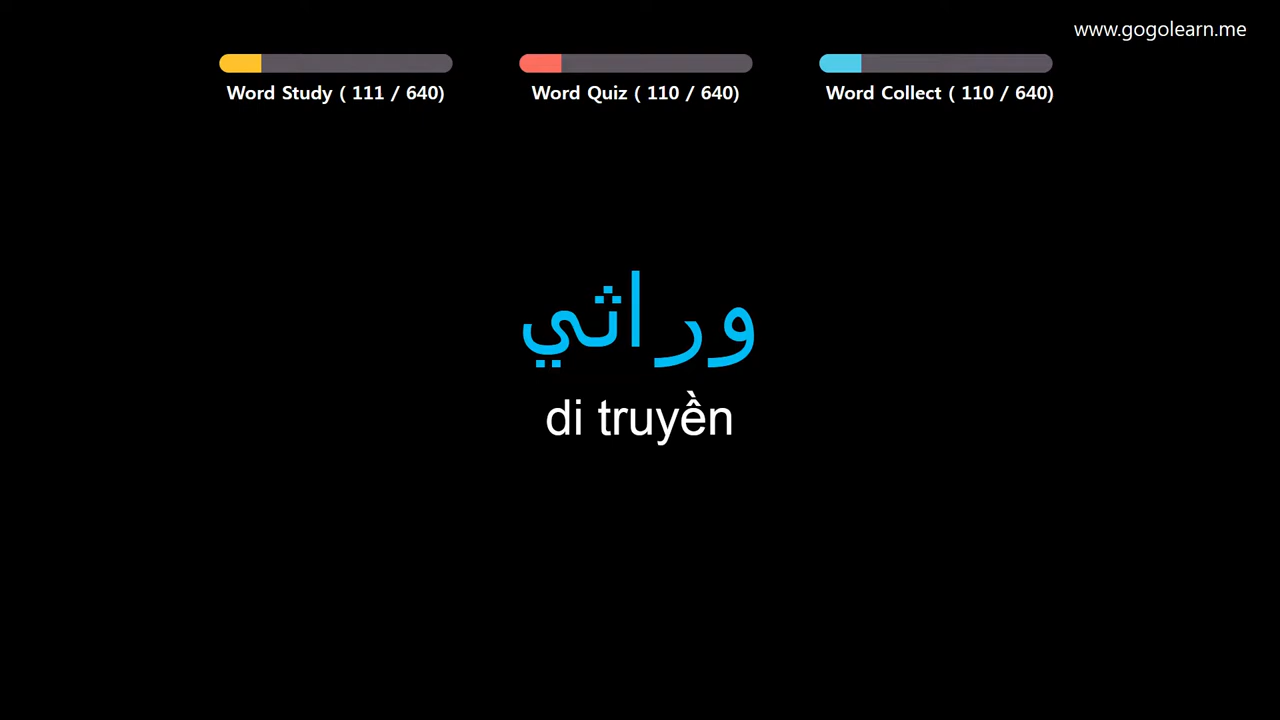 www.gogolearn.me
Word Study ( 111 / 640)
Word Quiz ( 110 / 640)
Word Collect ( 110 / 640)
وراثي
di truyền